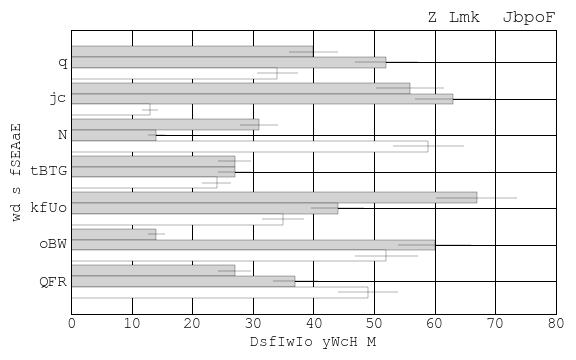 Z Lmk  JbpoF
q
jc
N
tBTG
kfUo
oBW
QFR
wd s fSEAaE
0 10 20 30 40 50 60 70 80
DsfIwIo yWcH M